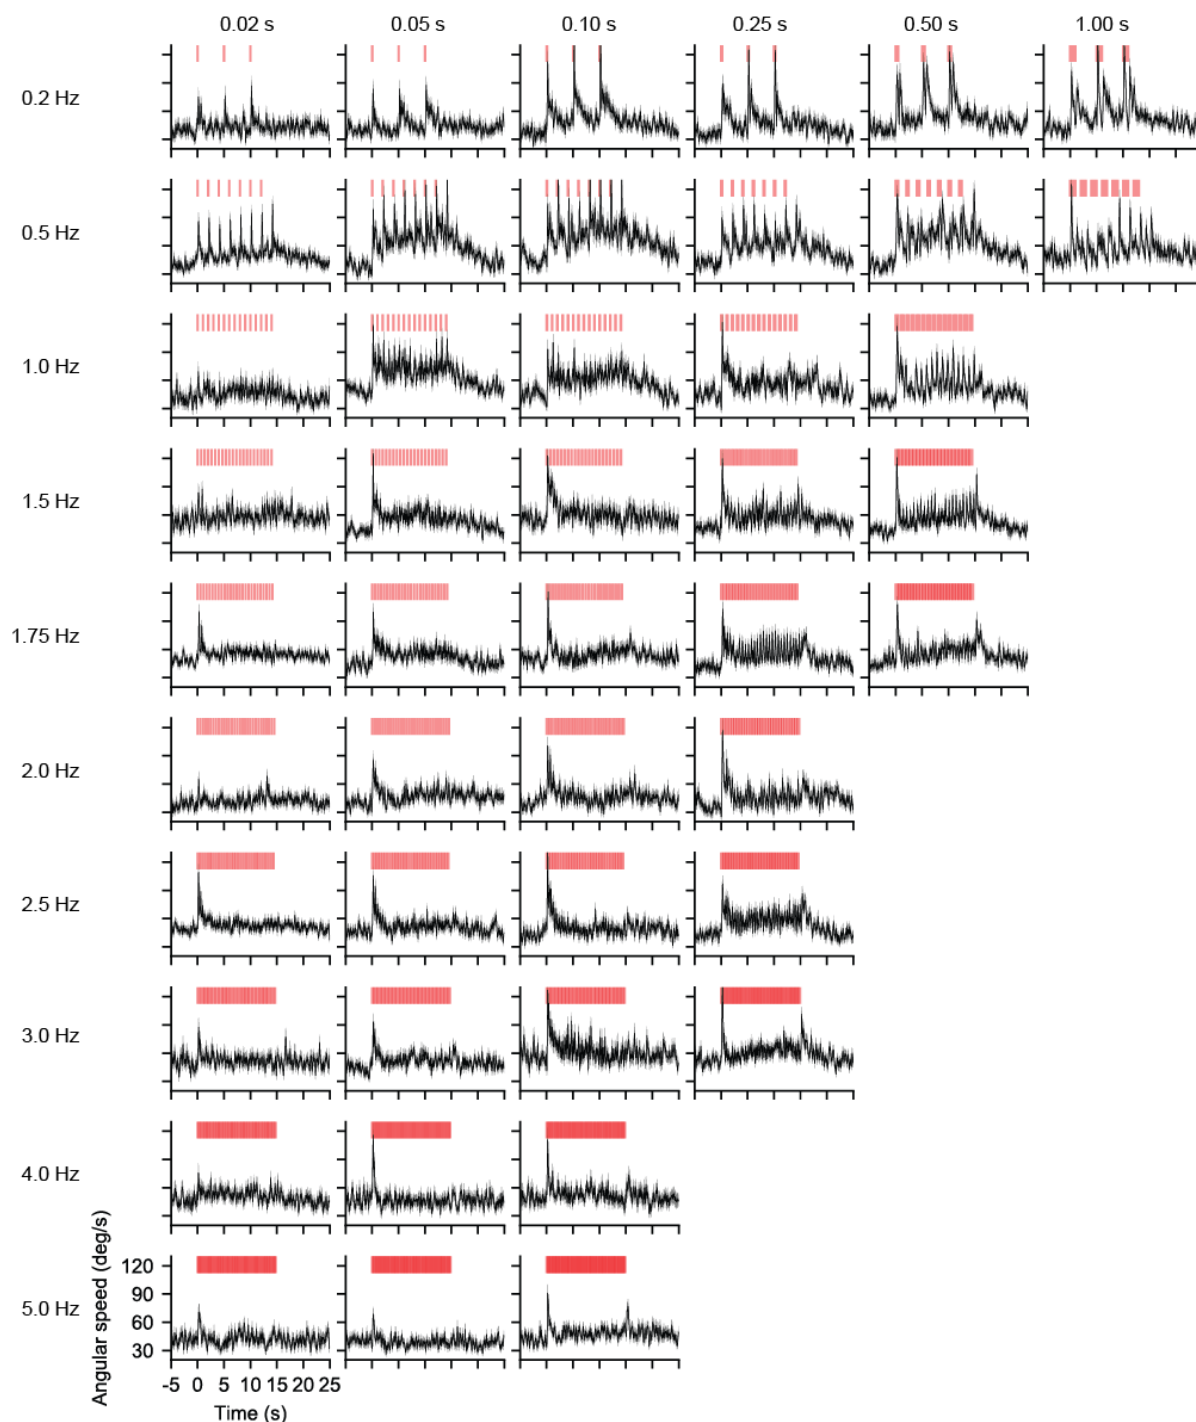 0.02 s 0.05 s 0.10 s 0.25 s 0.50 s 1.00 s
0.2 Hz
0.5 Hz
1.0 Hz
1.5 Hz
1.75 Hz
2.0 Hz
2.5 Hz
3.0 Hz
4.0 Hz
5.0 Hz
Angular speed (deg/s)
120
90
60
30
-5 0 5 10 15 20 25
Time (s)